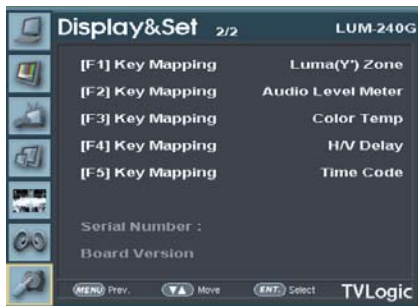 Display&Set 2/2 LUM-240G
[F1] Key Mapping Luma(Y') Zone
[F2] Key Mapping Audio Level Meter
[F3] Key Mapping Color Temp
[F4] Key Mapping H/V Delay
[F5] Key Mapping Time Code
Serial Number :
Board Version
MENU Prev. ▼▲ Move ENT. Select TVLogic